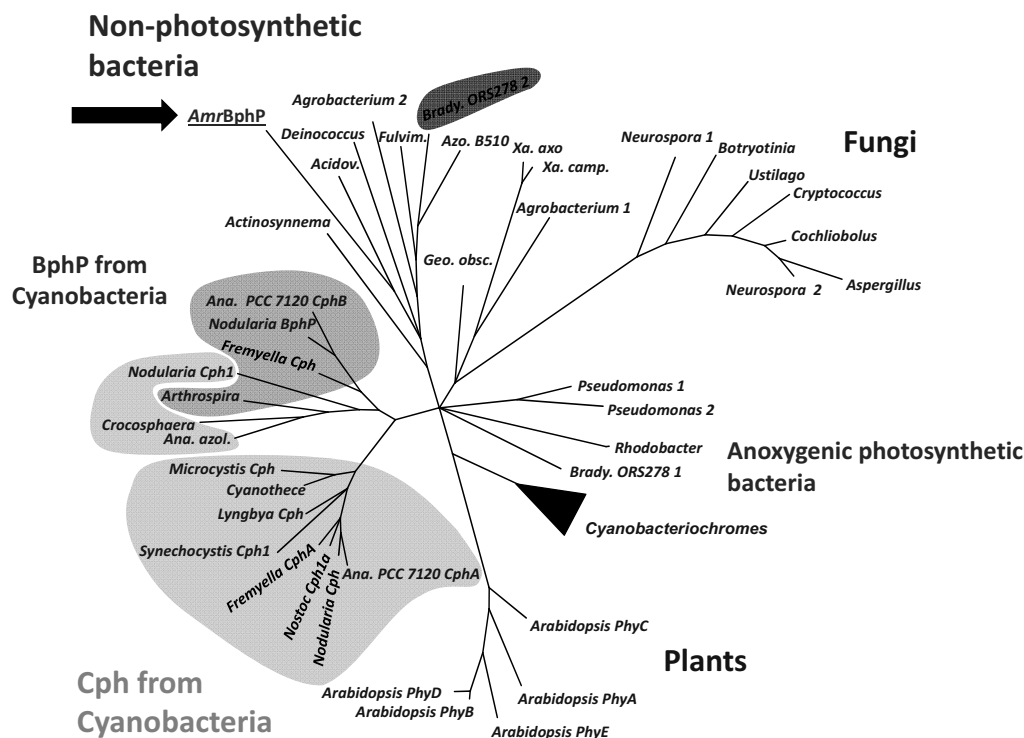 Non-photosynthetic
bacteria
AmrBphP
Agrobacterium 2
Brady. ORS278 2
Deinococcus
Fulvim.
Azo. B510
Xa. axo
Xa. camp.
Acidov.
Actinosynnema
Agrobacterium 1
Geo. obsc.
Neurospora 1
Botryotinia
Fungi
Ustilago
Cryptococcus
Cochliobolus
Neurospora 2
Aspergillus
BphP from
Cyanobacteria
Ana. PCC 7120 CphB
Nodularia BphP
Fremyella Cph
Nodularia Cph1
Arthrospira
Crocosphaera
Ana. azol.
Pseudomonas 1
Pseudomonas 2
Rhodobacter
Brady. ORS278 1
Anoxygenic photosynthetic
bacteria
Cyanobacteriochromes
Microcystis Cph
Cyanothece
Lyngbya Cph
Synechocystis Cph1
Fremyella CphA
Nostoc Cph1a
Nodularia Cph
Ana. PCC 7120 CphA
Arabidopsis PhyC
Plants
Arabidopsis PhyD
Arabidopsis PhyB
Arabidopsis PhyA
Arabidopsis PhyE
Cph from
Cyanobacteria